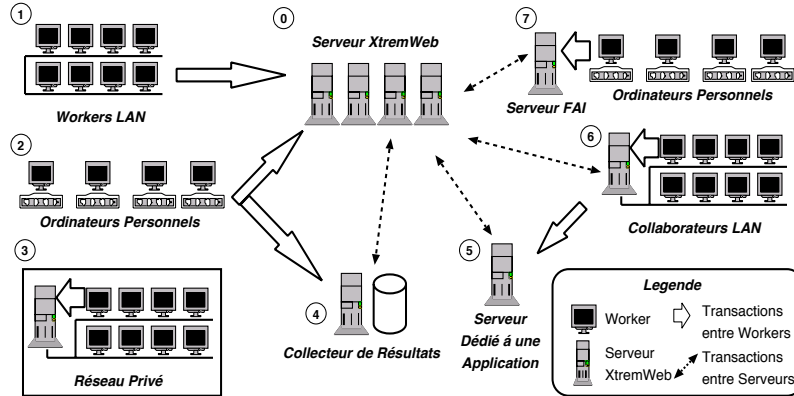 1
Workers LAN
0
Serveur XtremWeb
7
Serveur FAI
Ordinateurs Personnels
2
Ordinateurs Personnels
6
Collaborateurs LAN
3
Réseau Privé
4
Collecteur de Résultats
5
Serveur
Dédié á une
Application
Legende
Worker
Transactions
entre Workers
Serveur
XtremWeb
Transactions
entre Serveurs